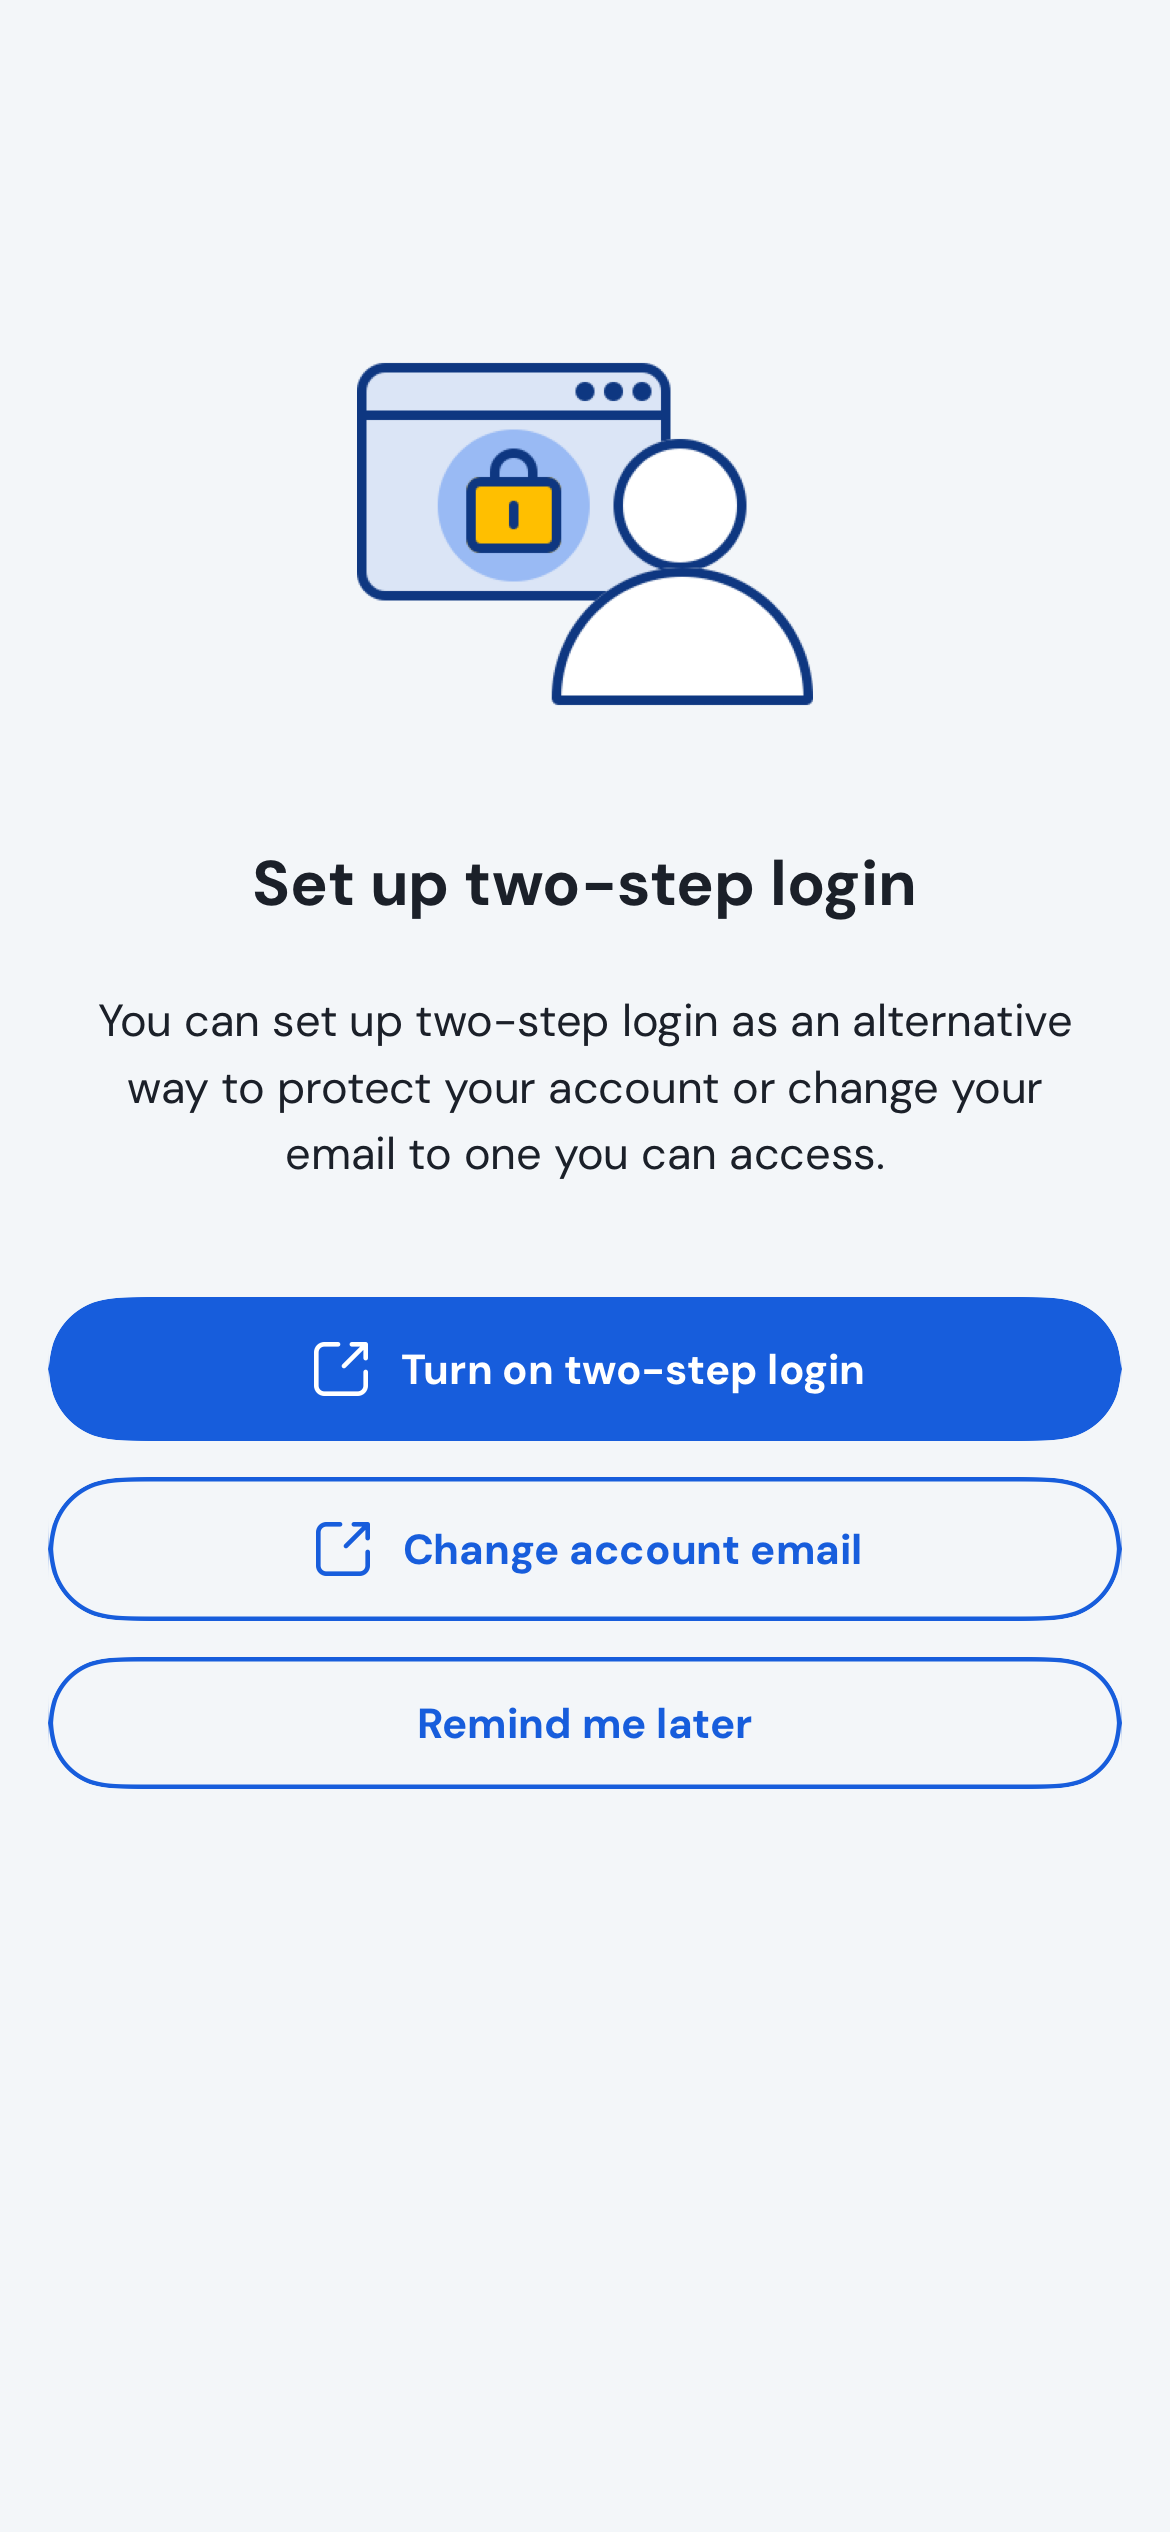 Set up two-step login
You can set up two-step login as an alternative
way to protect your account or change your
email to one you can access.
Turn on two-step login
Change account email
Remind me later